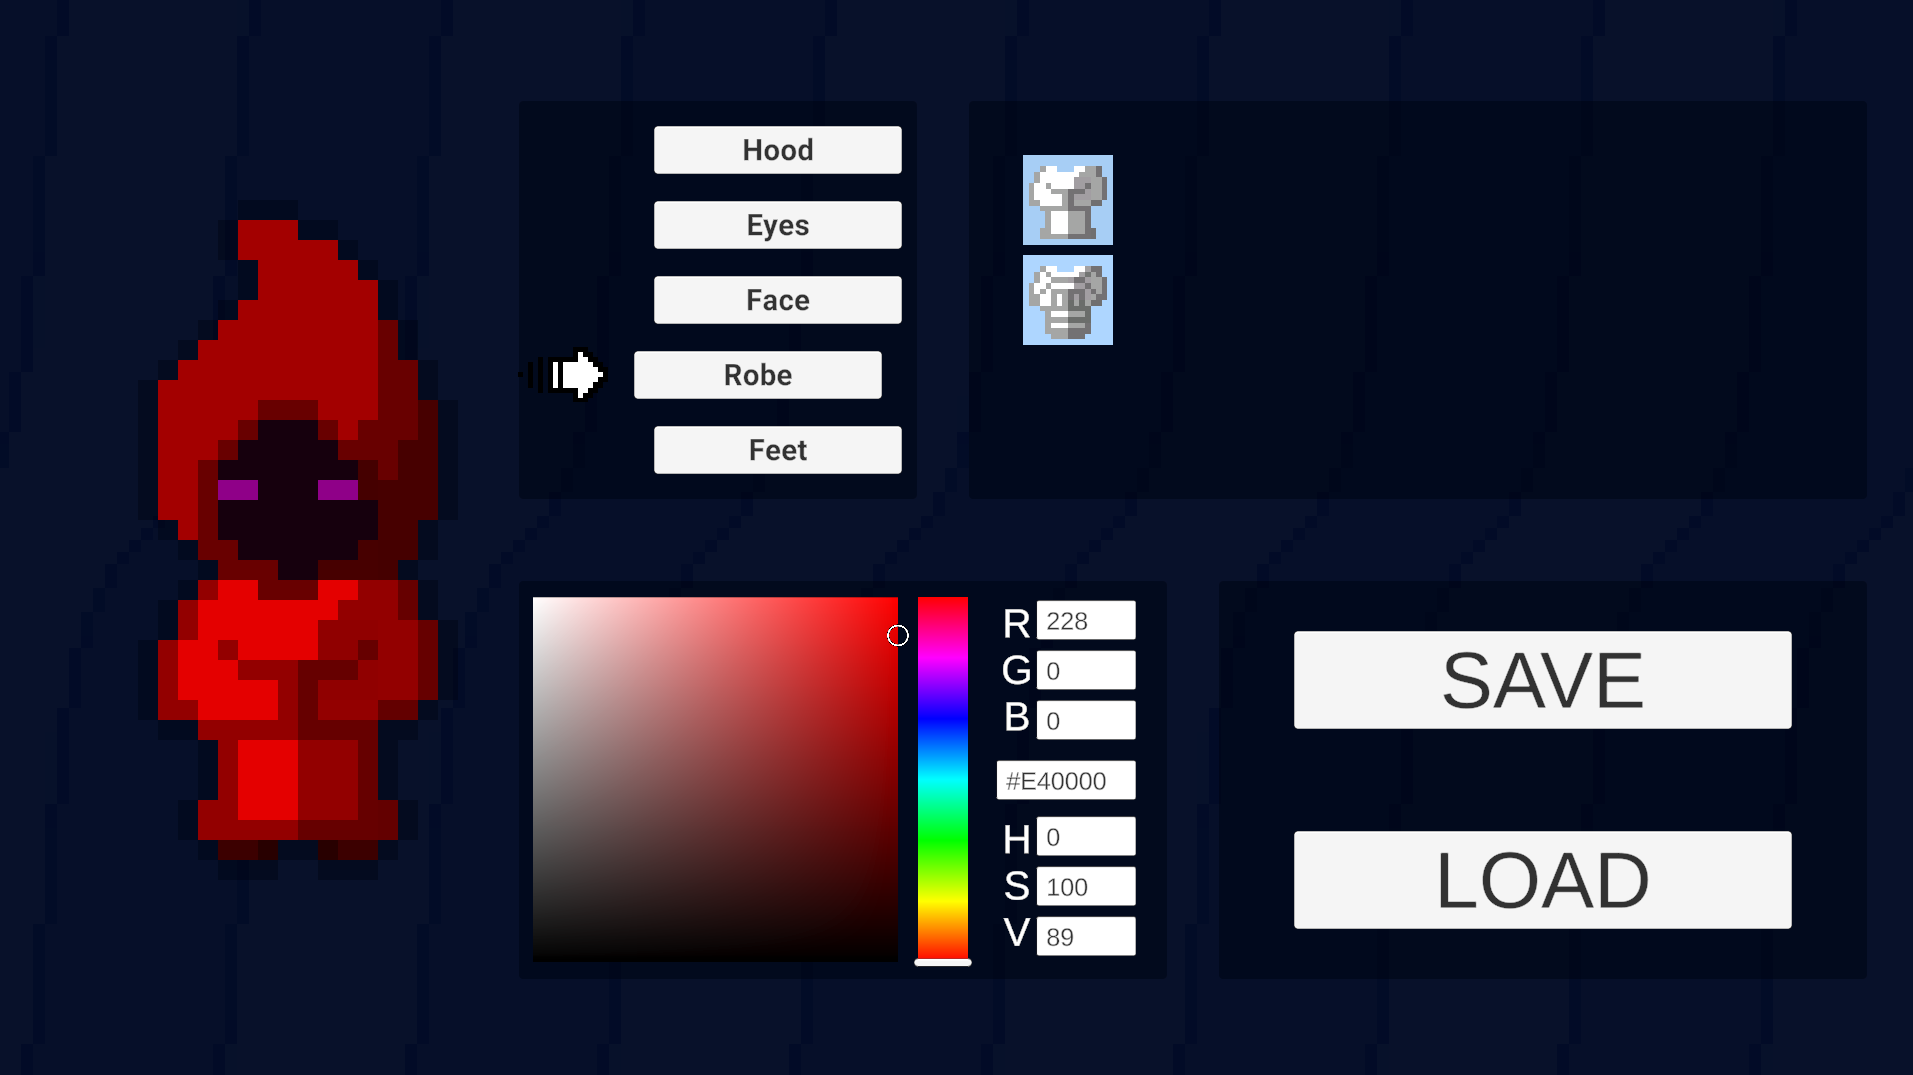 Hood
Eyes
Face
Robe
Feet
R 228
G 0
B 0
#E40000
H 0
S 100
V 89
SAVE
LOAD